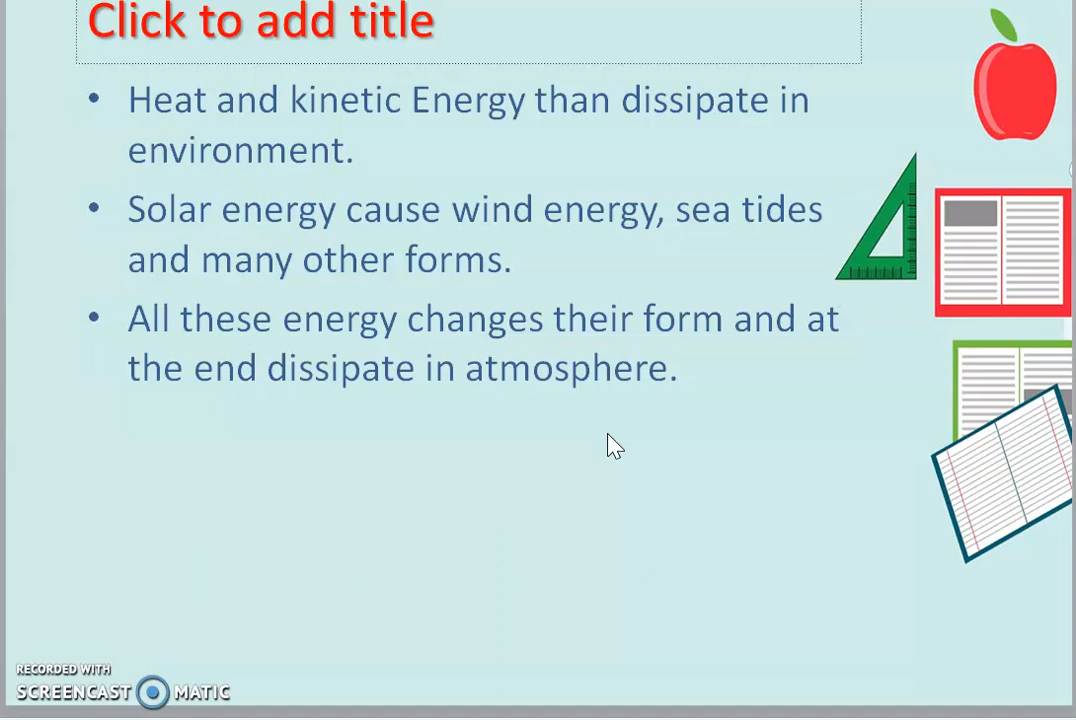 Click to add title
• Heat and kinetic Energy than dissipate in
environment.
• Solar energy cause wind energy, sea tides
and many other forms.
• All these energy changes their form and at
the end dissipate in atmosphere.
RECORDED WITH
SCREENCAST MATIC